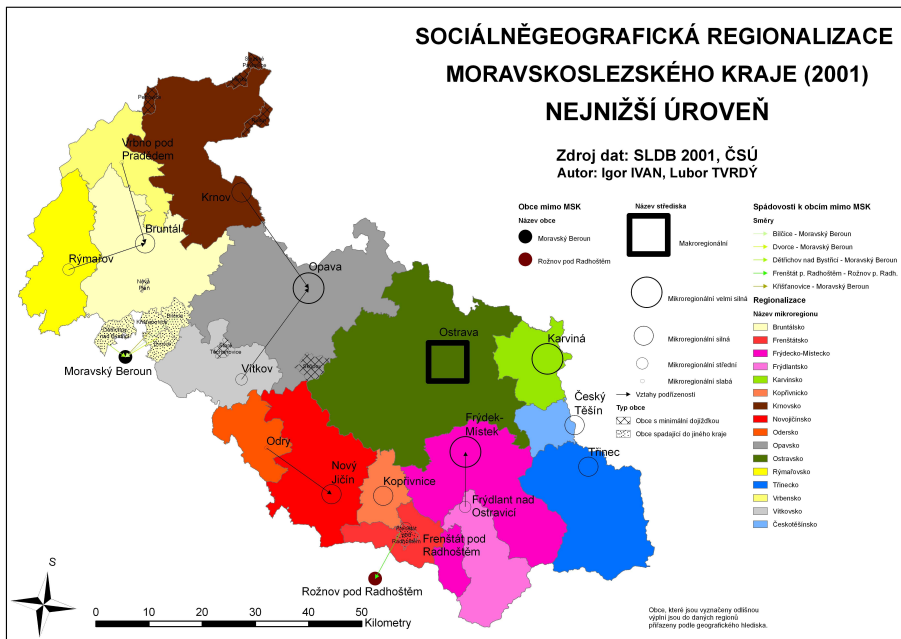 SOCIÁLNĚGEOGRAFICKÁ REGIONALIZACE
MORAVSKOSLEZSKÉHO KRAJE (2001)
NEJNIŽŠÍ ÚROVEŇ
Zdroj dat: SLDB 2001, ČSÚ
Autor: Igor IVAN, Lubor TVRDÝ
Obce mimo MSK
Název obce
Moravský Beroun
Rožnov pod Radhoštěm
Název střediska
Makroregionální
Mikroregionální velmi silná
Mikroregionální silná
Mikroregionální střední
Mikroregionální slabá
Vztahy podřízenosti
Typ obce
Obce s minimální dojížďkou
Obce spadající do jiného kraje
Spádovostí k obcím mimo MSK
Směry
Bílčice - Moravský Beroun
Dvorce - Moravský Beroun
Dětřichov nad Bystřicí - Moravský Beroun
Frenštát p. Radhoštěm - Rožnov p. Radh.
Křišťanovice - Moravský Beroun
Regionalizace
Název mikroregionu
Bruntálsko
Frenštátsko
Frýdecko-Místecko
Frýdlantsko
Karvinsko
Kopřivnicko
Krnovsko
Novojičínsko
Odersko
Opavsko
Ostravsko
Rýmařovsko
Třinecko
Vrbensko
Vítkovsko
Českotěšínsko
Vrbno pod
Pradědem
Krnov
Bruntál
Rýmařov
Opava
Ostrava
Karviná
Moravský Beroun
Vítkov
Český
Těšín
Frýdek-
Místek
Třinec
Odry
Nový
Jičín
Kopřivnice
Frýdlant nad
Ostravicí
Frenštát
pod
Radhoštěm
Frenštát pod
Radhoštěm
Rožnov pod Radhoštěm
S
0 10 20 30 40 50
Kilometry
Obce, které jsou vyznačeny odlišnou
výplní jsou do daných regionů
přiřazeny podle geografického hlediska.